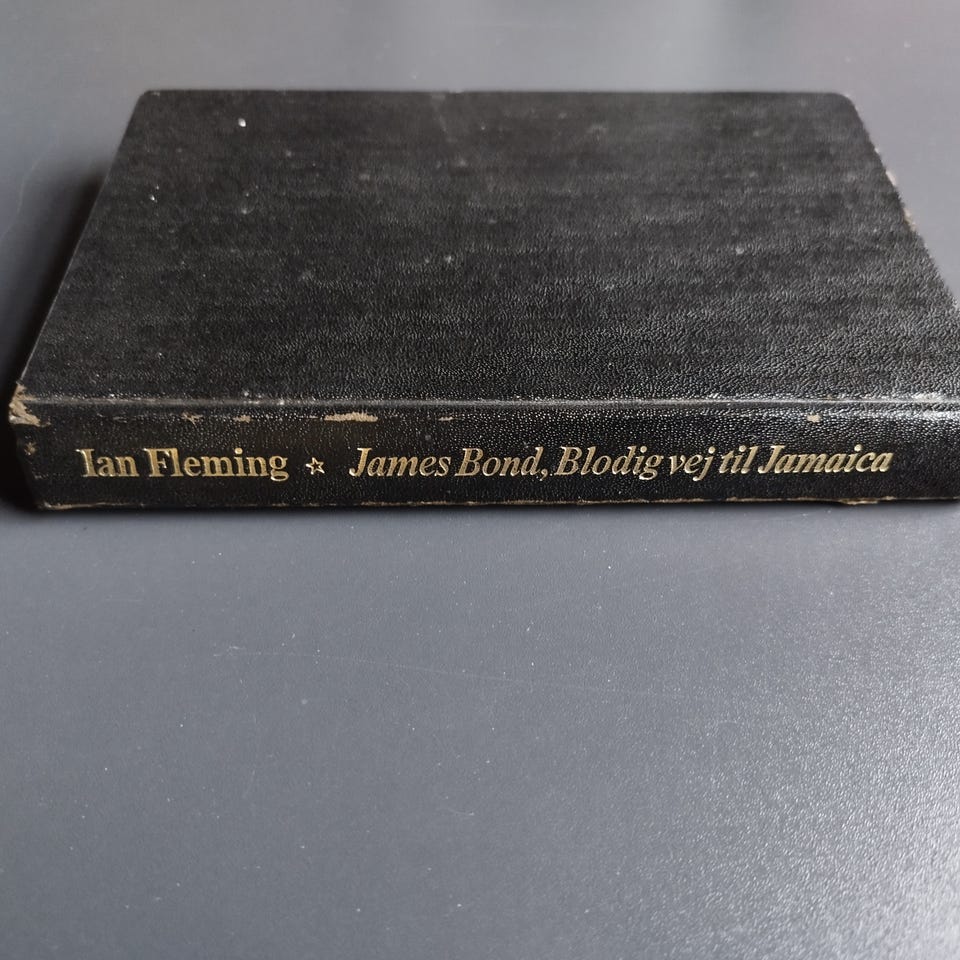 Ian Fleming ☆ James Bond, Blodig vej til Jamaica